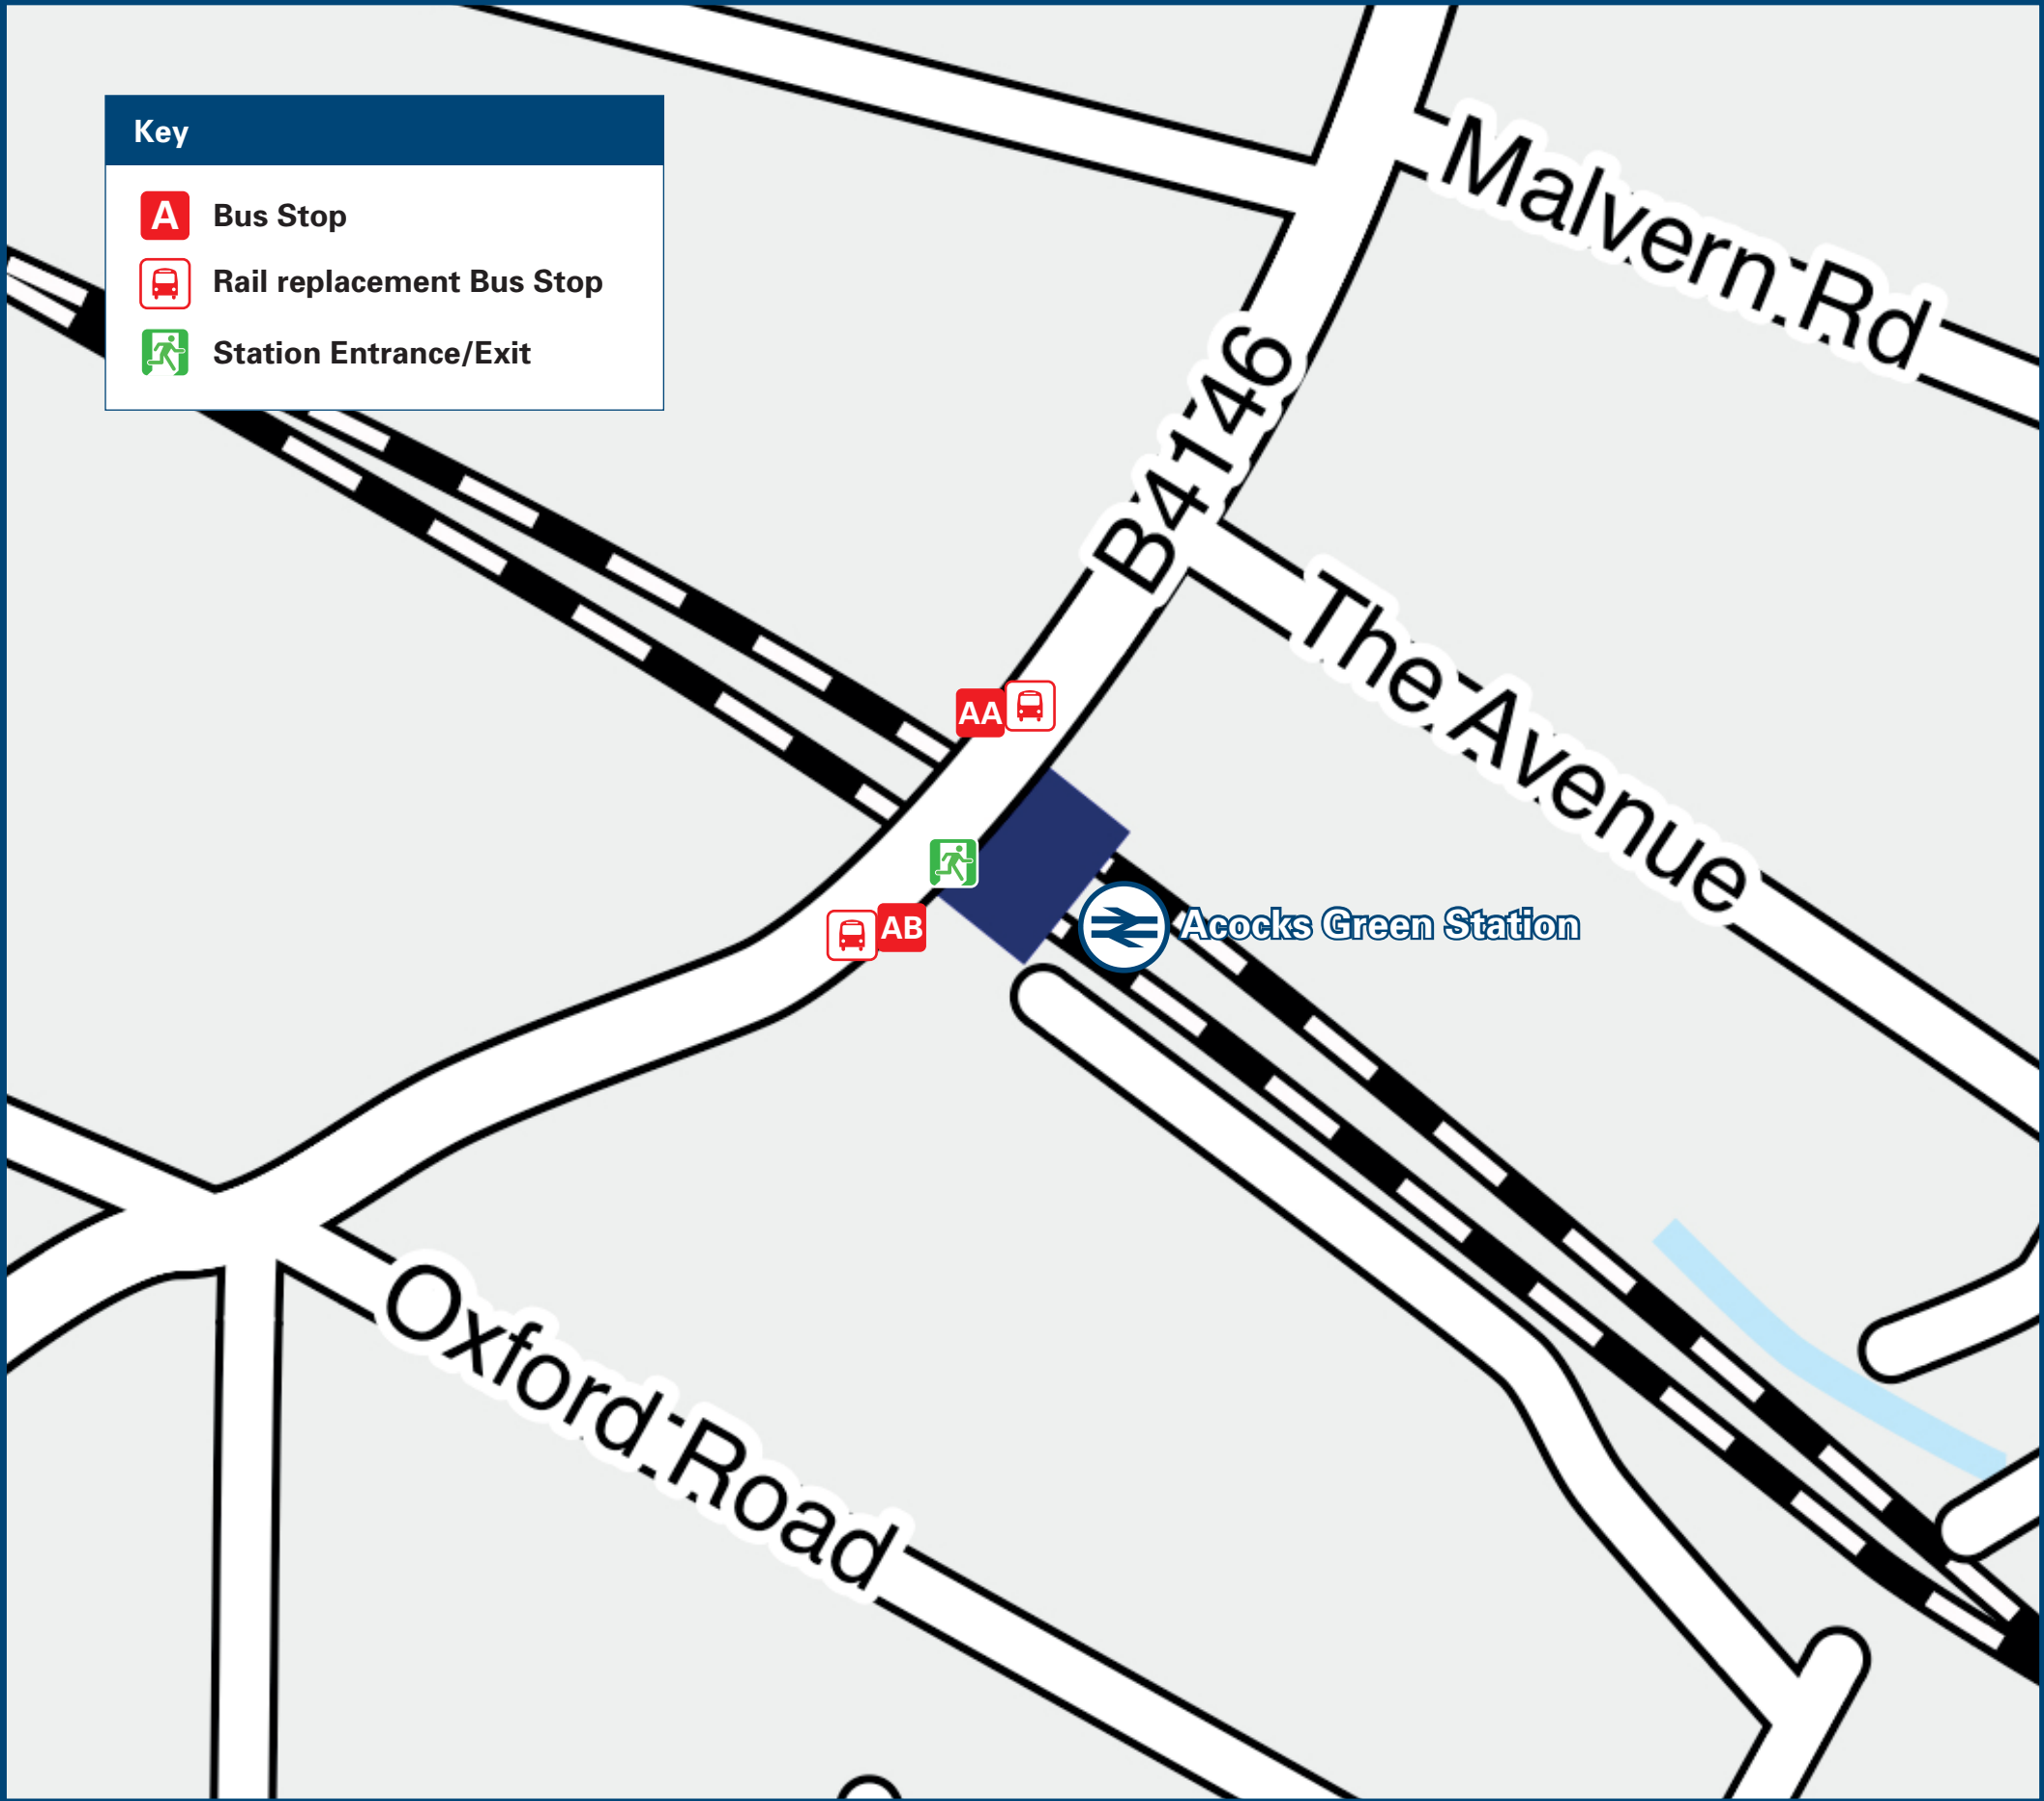 Key
A Bus Stop
Rail replacement Bus Stop
Station Entrance/Exit
Malvern Rd
B4146
The Avenue
AA
AB
Acocks Green Station
Oxford Road